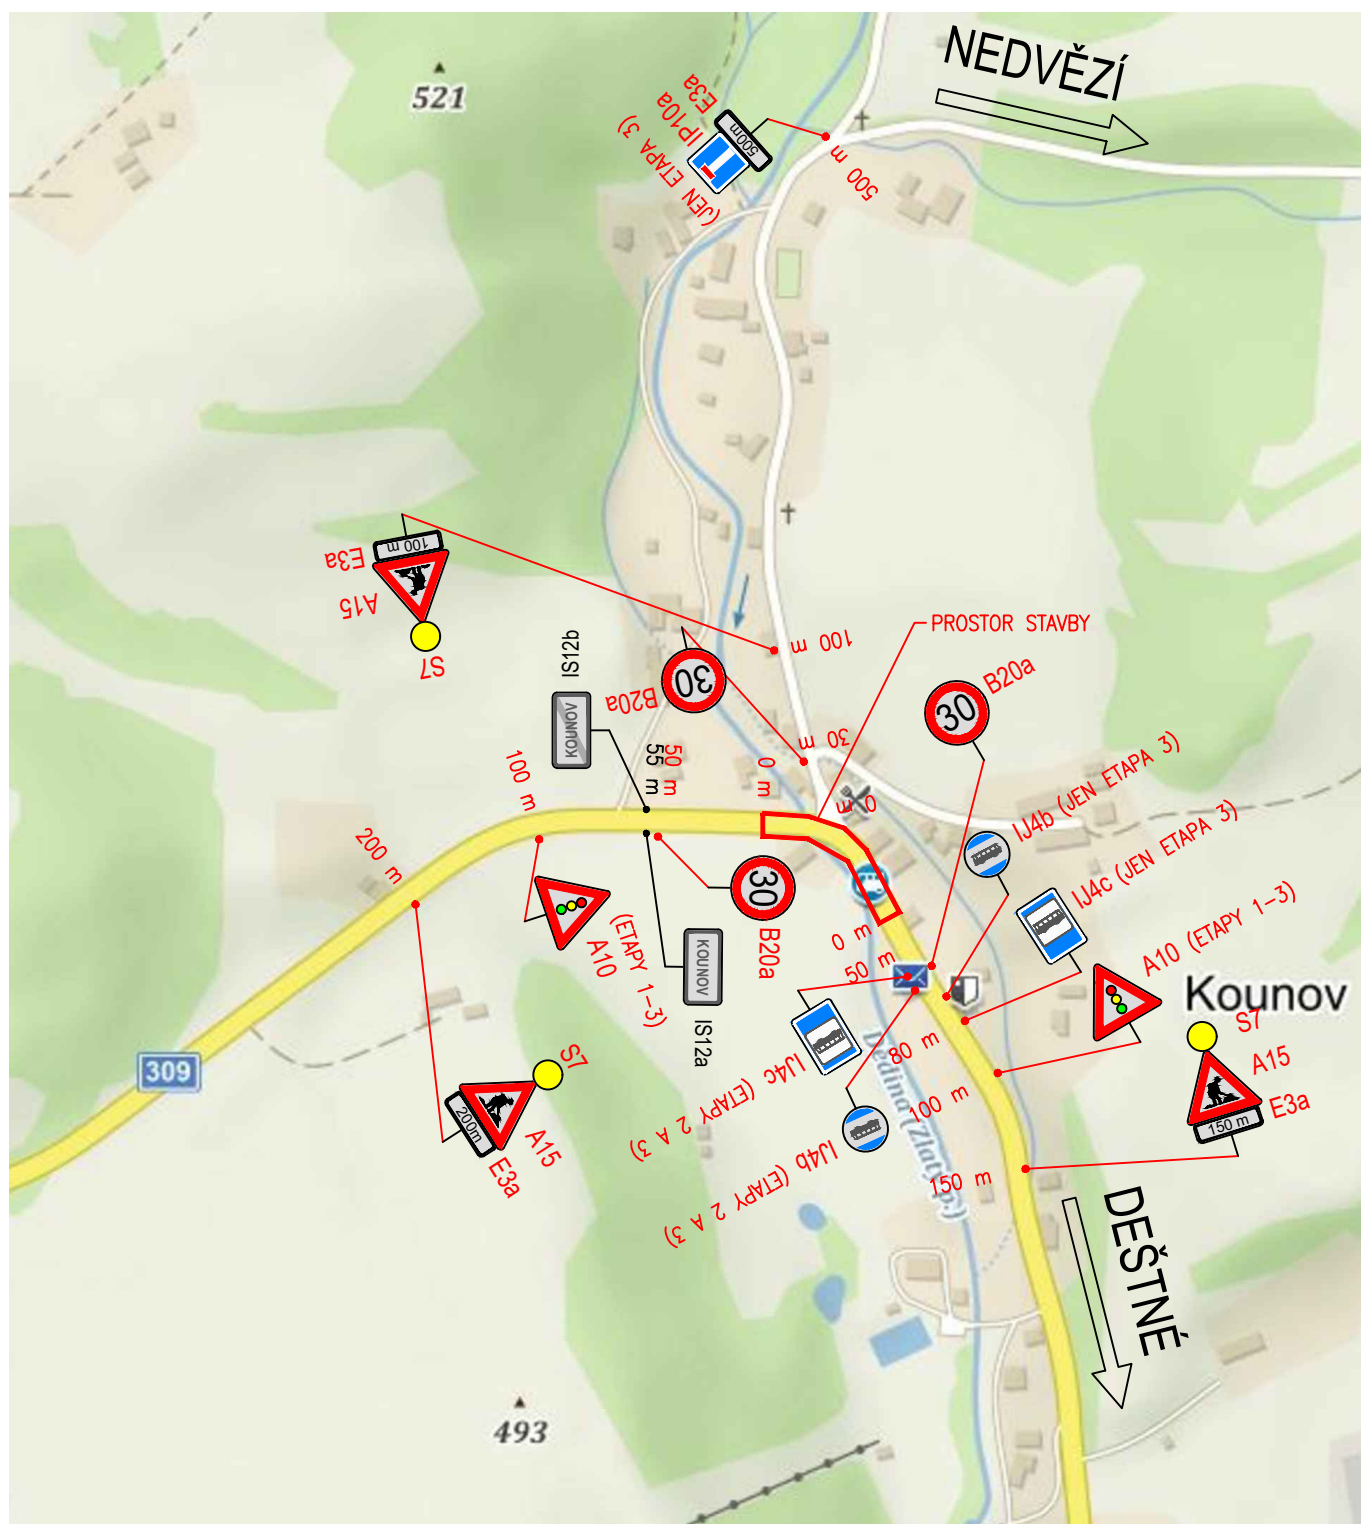 NEDVĚZÍ
521
E3a
IP10a
(JEN ETAPA 3)
500m
500 m
100 m
E3a
A15
S7
100 m
PROSTOR STAVBY
IS12b
KOUNOV
B20a
30
30 m
30
B20a
55 m
50 m
0 m
0 m
100 m
200 m
IJ4b (JEN ETAPA 3)
IJ4c (JEN ETAPA 3)
A10 (ETAPY 1-3)
30
B20a
A10
(ETAPY 1-3)
KOUNOV
IS12a
0 m
50 m
80 m
100 m
150 m
Kounov
S7
A15
E3a
150 m
IJ4c (ETAPY 2 A 3)
IJ4b (ETAPY 2 A 3)
Dědina (Zlatý p.)
309
S7
A15
E3a
200m
DEŠTNÉ
493